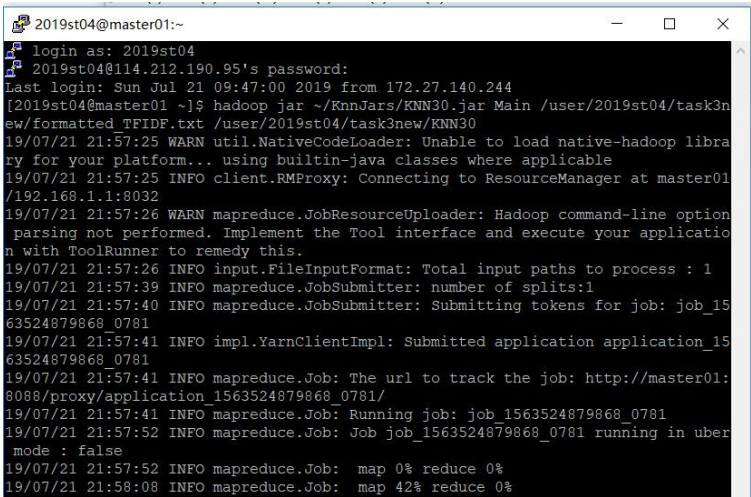 2019st04@master01:~
login as: 2019st04
2019st04@114.212.190.95's password:
Last login: Sun Jul 21 09:47:00 2019 from 172.27.140.244
[2019st04@master01 ~]$ hadoop jar ~/KnnJars/KNN30.jar Main /user/2019st04/task3n
ew/formatted_TFIDF.txt /user/2019st04/task3new/KNN30
19/07/21 21:57:25 WARN util.NativeCodeLoader: Unable to load native-hadoop libra
ry for your platform... using builtin-java classes where applicable
19/07/21 21:57:25 INFO client.RMProxy: Connecting to ResourceManager at master01
/192.168.1.1:8032
19/07/21 21:57:26 WARN mapreduce.JobResourceUploader: Hadoop command-line option
 parsing not performed. Implement the Tool interface and execute your applicatio
n with ToolRunner to remedy this.
19/07/21 21:57:26 INFO input.FileInputFormat: Total input paths to process : 1
19/07/21 21:57:39 INFO mapreduce.JobSubmitter: number of splits:1
19/07/21 21:57:40 INFO mapreduce.JobSubmitter: Submitting tokens for job: job_15
63524879868_0781
19/07/21 21:57:41 INFO impl.YarnClientImpl: Submitted application application_15
63524879868_0781
19/07/21 21:57:41 INFO mapreduce.Job: The url to track the job: http://master01:
8088/proxy/application_1563524879868_0781/
19/07/21 21:57:41 INFO mapreduce.Job: Running job: job_1563524879868_0781
19/07/21 21:57:52 INFO mapreduce.Job: Job job_1563524879868_0781 running in uber
 mode : false
19/07/21 21:57:52 INFO mapreduce.Job:  map 0% reduce 0%
19/07/21 21:58:08 INFO mapreduce.Job:  map 42% reduce 0%